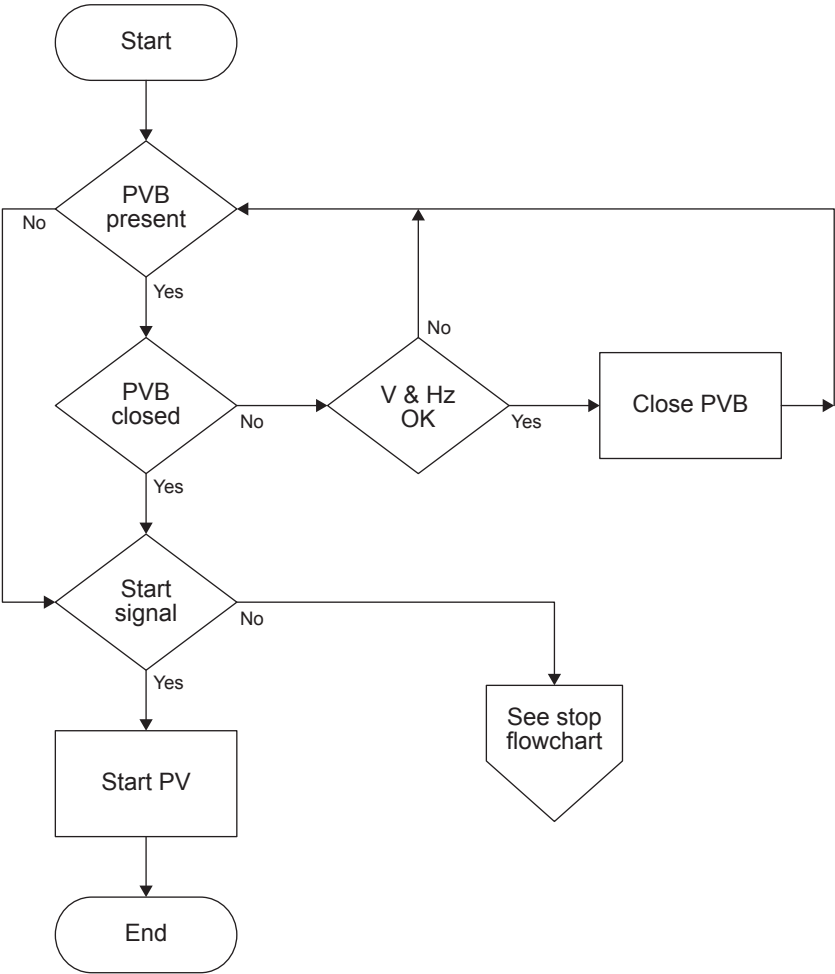 Start
PVB
present
No
Yes
No
PVB
closed
No
V & Hz
OK
Yes
Close PVB
Yes
Start
signal
No
Yes
See stop
flowchart
Start PV
End